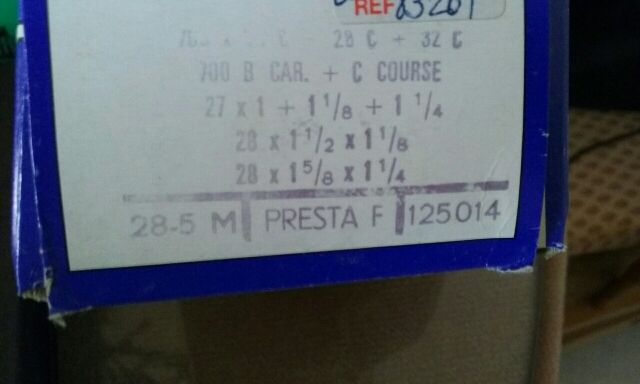 REF 23261
28 C + 32 C
700 B CAR. + C COURSE
27 x 1 + 1 1/8 + 1 1/4
28 x 1 1/2 x 1 1/8
28 x 1 5/8 x 1 1/4
28-5 M PRESTA F 125014